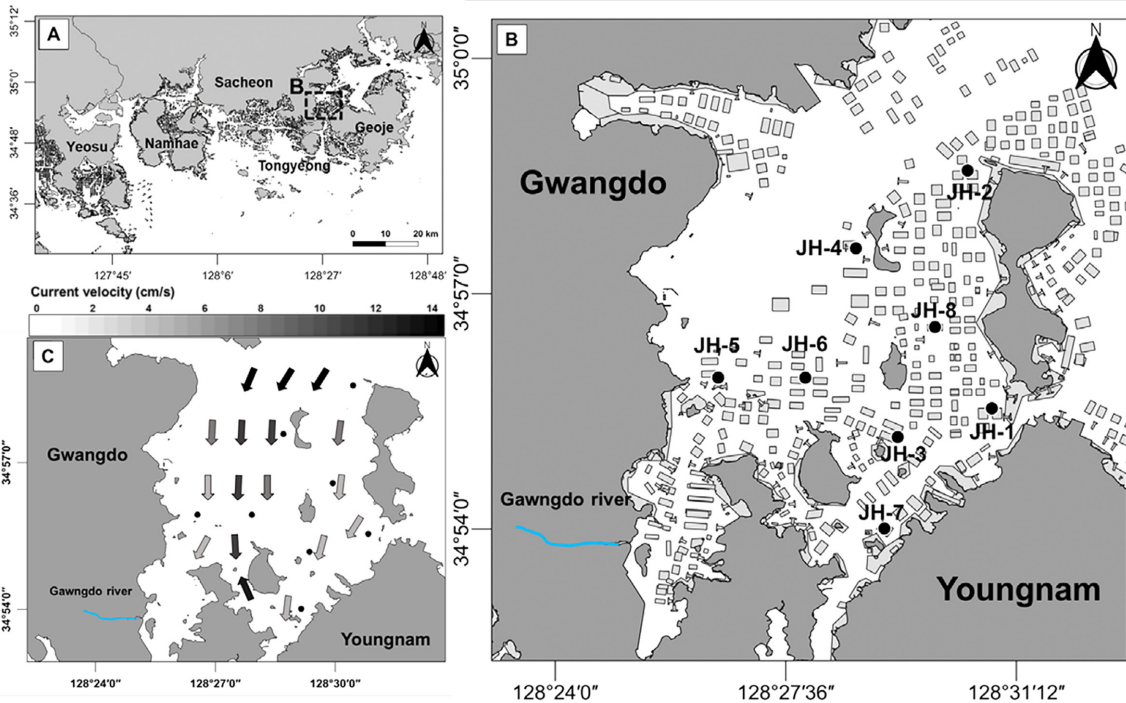 A
N
35°12'
35°0'
34°48'
34°36'
Sacheon
B
Geoje
Yeosu
Namhae
Tongyeong
0 10 20 km
127°45' 128°6' 128°27' 128°48'
Current velocity (cm/s)
0 2 4 6 8 10 12 14
C
N
Gwangdo
34°57'0"
Gawngdo river
34°54'0"
Youngnam
128°24'0" 128°27'0" 128°30'0"
B
N
35°0'0"
Gwangdo
JH-2
JH-4
34°57'0"
JH-8
JH-5 JH-6
JH-1
JH-3
Gawngdo river
JH-7
34°54'0"
Youngnam
128°24'0" 128°27'36" 128°31'12"